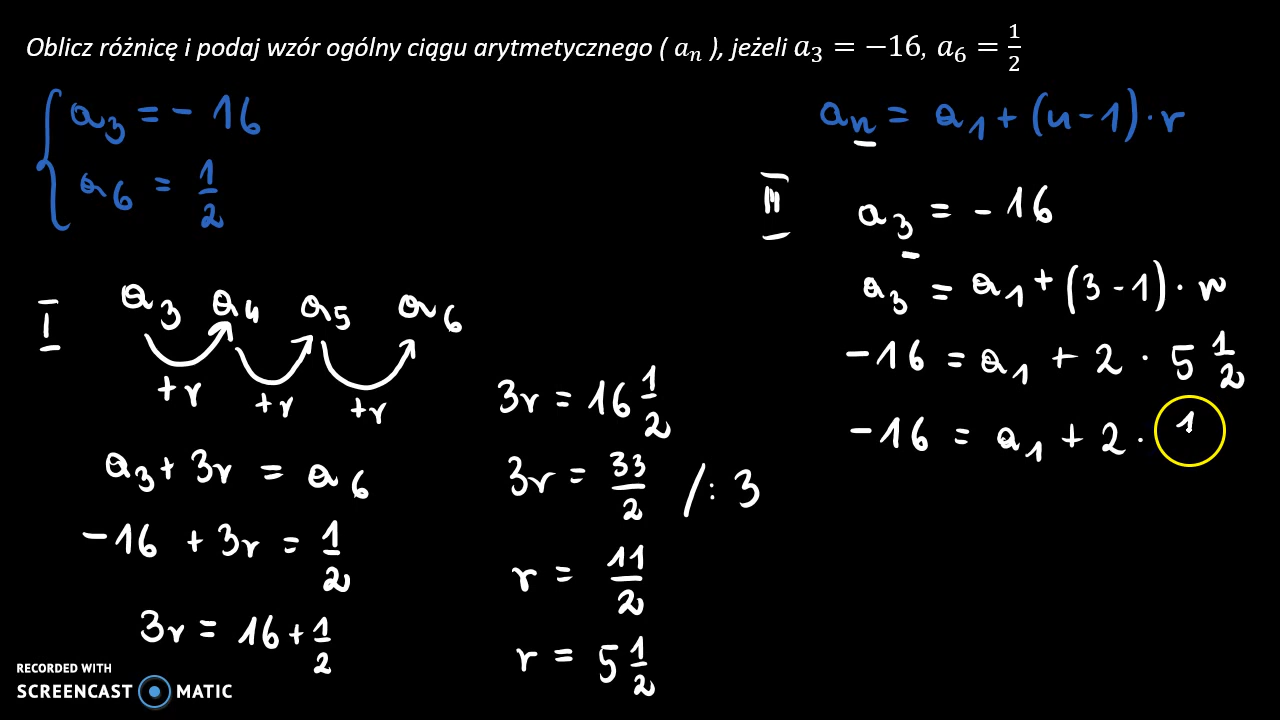 Oblicz różnicę i podaj wzór ogólny ciągu arytmetycznego ( aₙ ), jeżeli a₃ = −16, a₆ = 1/2
{ a₃ = - 16
a₆ = 1/2
I
a₃ a₄ a₅ a₆
+r +r +r
a₃ + 3r = a₆
-16 + 3r = 1/2
3r = 16 + 1/2
3r = 16 1/2
3r = 33/2 / : 3
r = 11/2
r = 5 1/2
aₙ = a₁ + (n-1) · r
II
a₃ = - 16
a₃ = a₁ + (3 - 1) · r
-16 = a₁ + 2 · 5 1/2
-16 = a₁ + 2 · 1
RECORDED WITH
SCREENCAST MATIC